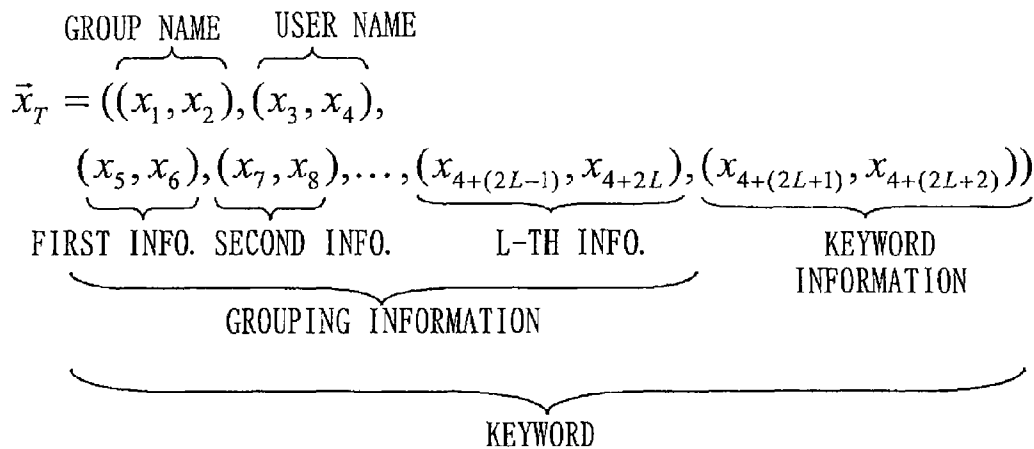 GROUP NAME USER NAME
$\vec{x}_T = ((x_1, x_2), (x_3, x_4),$
$(x_5, x_6), (x_7, x_8), \ldots, (x_{4+(2L-1)}, x_{4+2L}), (x_{4+(2L+1)}, x_{4+(2L+2)}))$
FIRST INFO. SECOND INFO. L-TH INFO. KEYWORD
INFORMATION
GROUPING INFORMATION
KEYWORD